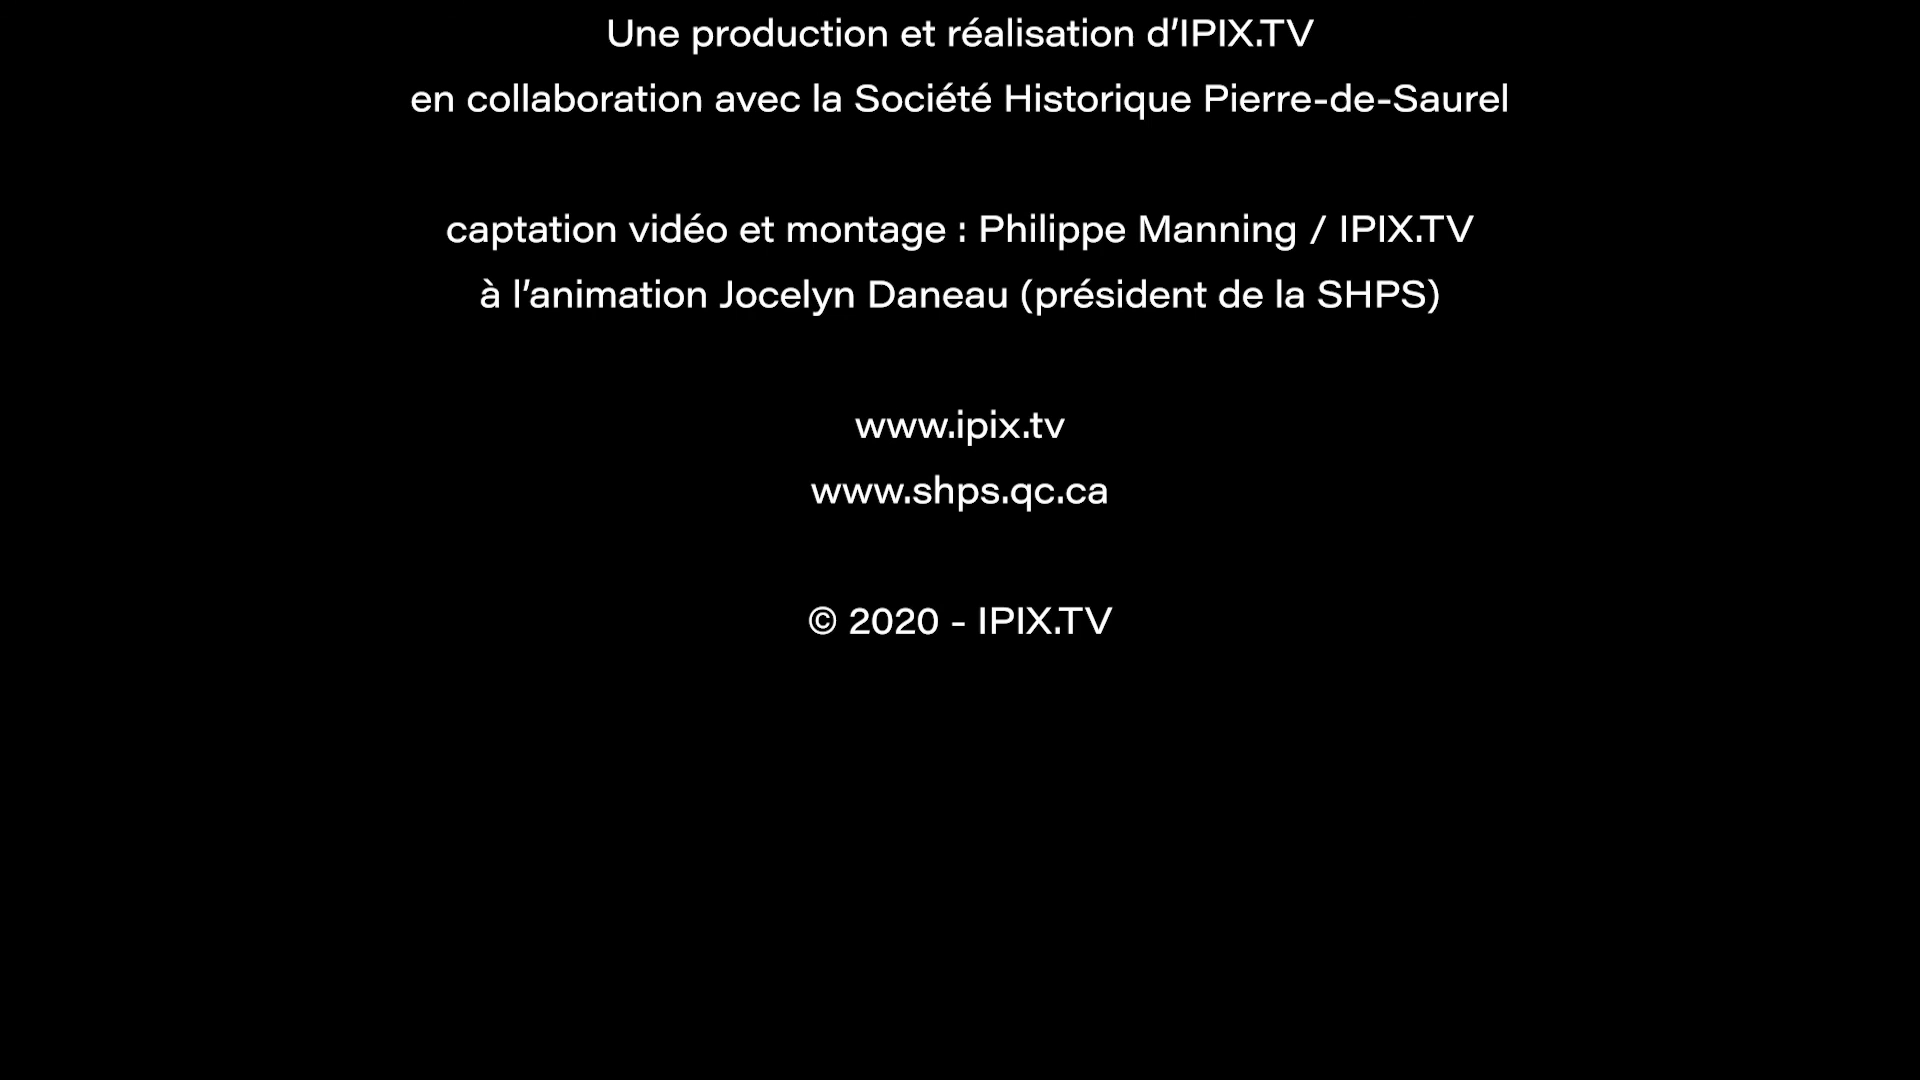 Une production et réalisation d’IPIX.TV
en collaboration avec la Société Historique Pierre-de-Saurel
captation vidéo et montage : Philippe Manning / IPIX.TV
à l’animation Jocelyn Daneau (président de la SHPS)
www.ipix.tv
www.shps.qc.ca
© 2020 - IPIX.TV